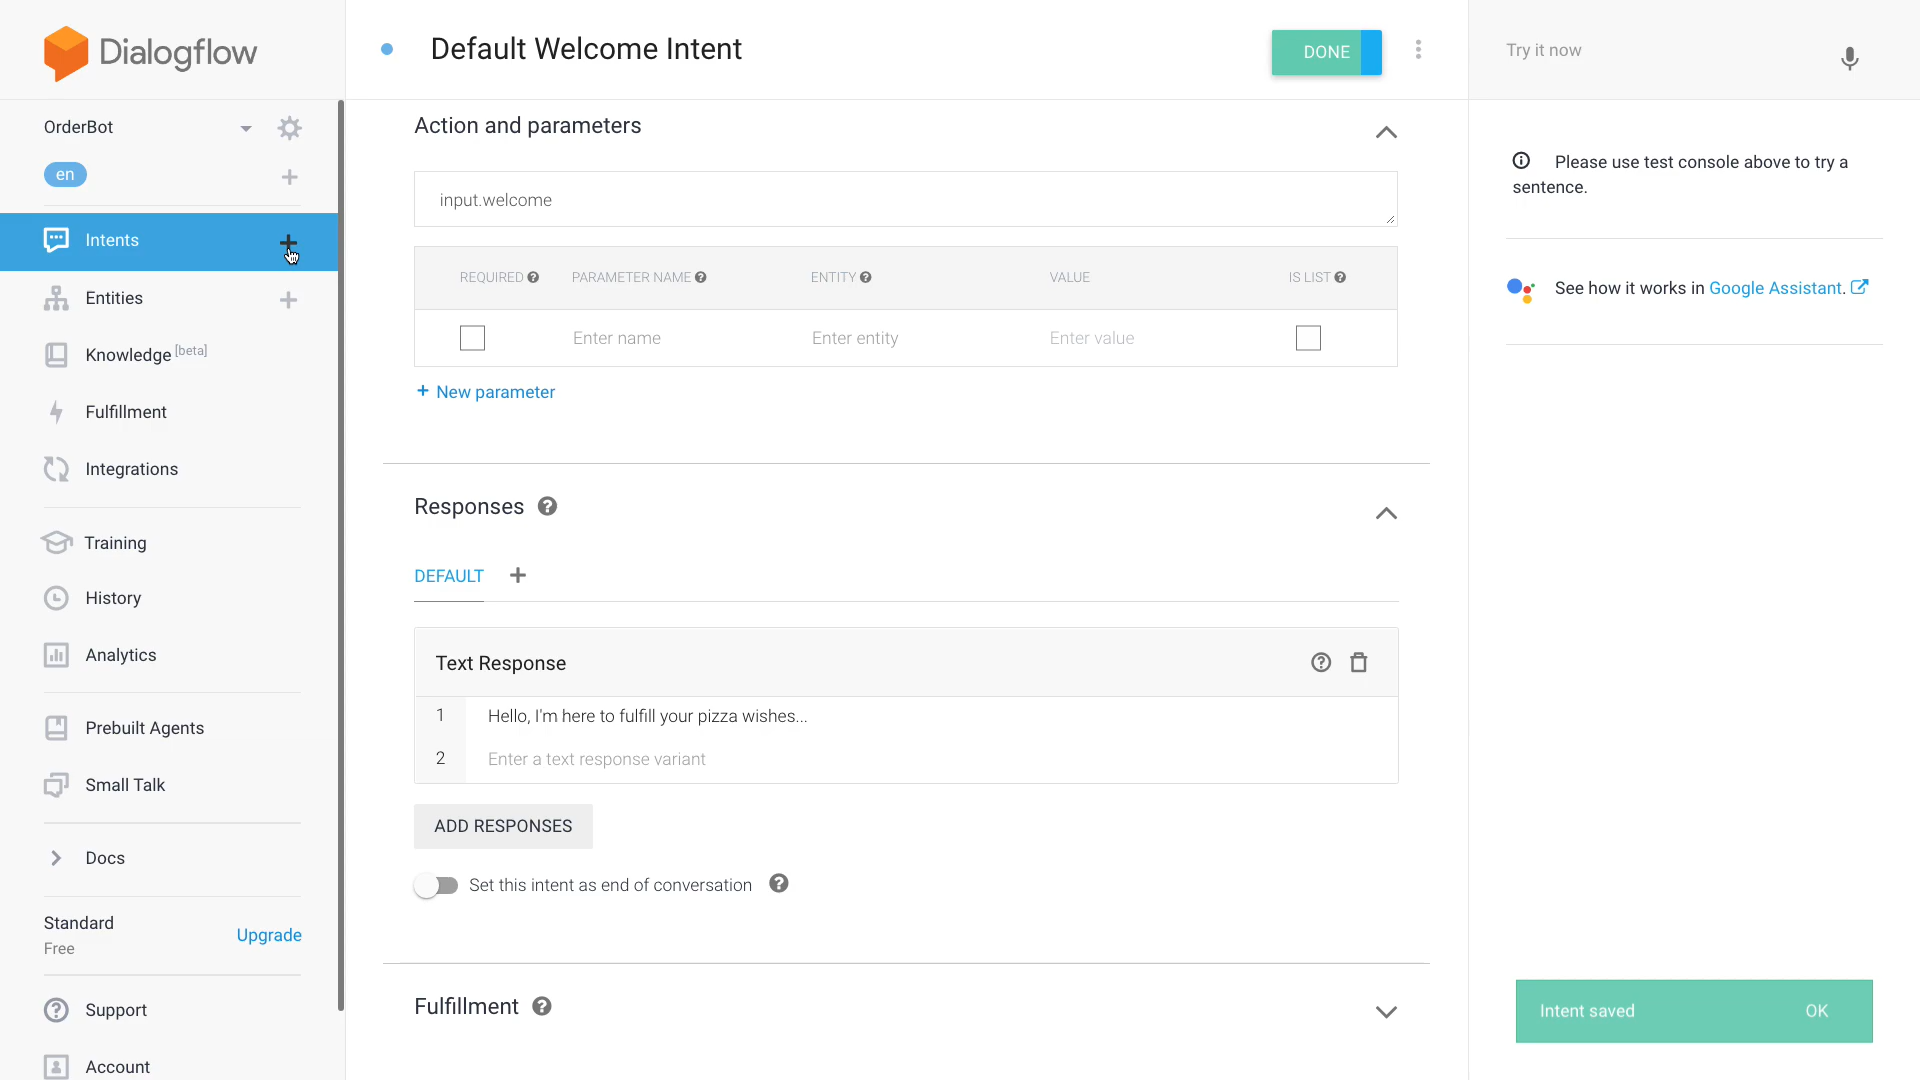 Dialogflow
OrderBot
en
Intents
Entities
Knowledge [beta]
Fulfillment
Integrations
Training
History
Analytics
Prebuilt Agents
Small Talk
Docs
Standard
Free
Upgrade
Support
Account
Default Welcome Intent
DONE
Action and parameters
input.welcome
REQUIRED PARAMETER NAME ENTITY VALUE IS LIST
Enter name Enter entity Enter value
+ New parameter
Responses
DEFAULT
Text Response
1 Hello, I'm here to fulfill your pizza wishes...
2 Enter a text response variant
ADD RESPONSES
Set this intent as end of conversation
Fulfillment
Try it now
Please use test console above to try a
sentence.
See how it works in Google Assistant.
Intent saved OK